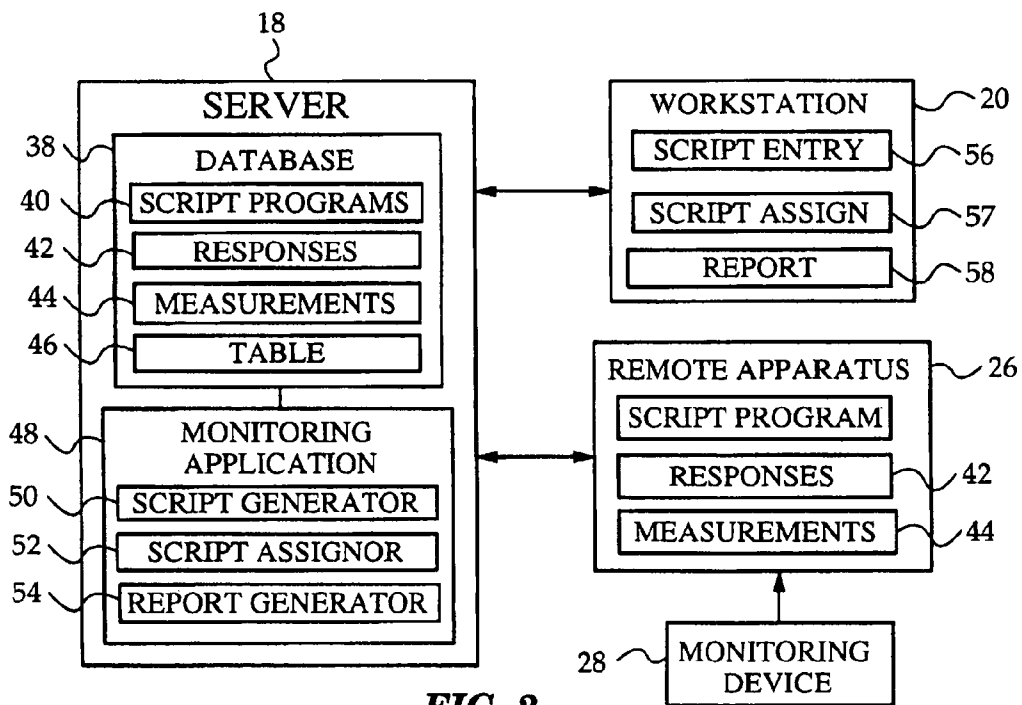 18
SERVER
38
DATABASE
40
SCRIPT PROGRAMS
42
RESPONSES
44
MEASUREMENTS
46
TABLE
48
MONITORING
APPLICATION
50
SCRIPT GENERATOR
52
SCRIPT ASSIGNOR
54
REPORT GENERATOR
WORKSTATION
20
SCRIPT ENTRY
56
SCRIPT ASSIGN
57
REPORT
58
REMOTE APPARATUS
26
SCRIPT PROGRAM
RESPONSES
42
MEASUREMENTS
44
28
MONITORING
DEVICE
FIG.